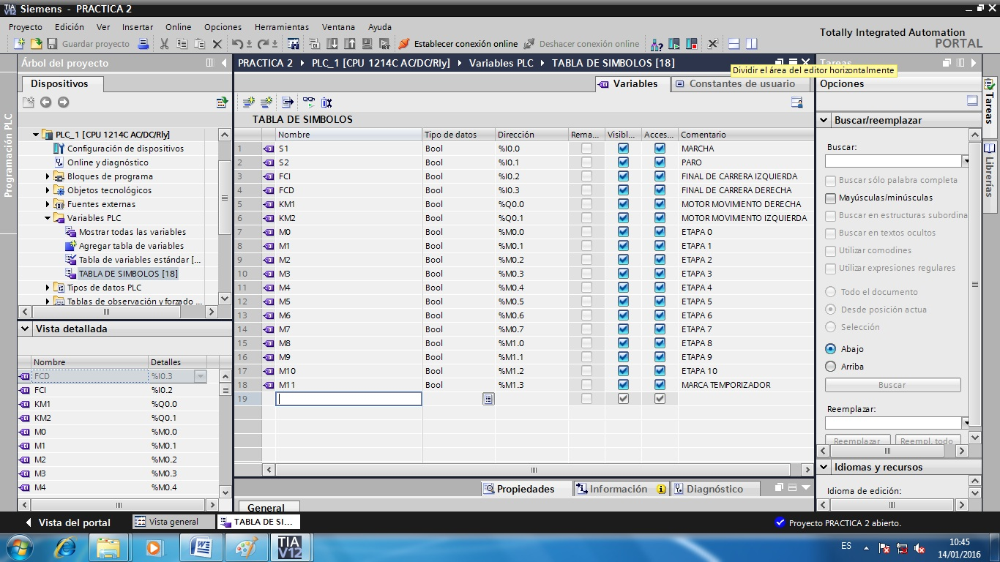 Siemens - PRACTICA 2
Proyecto Edición Ver Insertar Online Opciones Herramientas Ventana Ayuda
Totally Integrated Automation
PORTAL
Guardar proyecto Establecer conexión online Deshacer conexión online
Árbol del proyecto
PRACTICA 2 PLC_1 [CPU 1214C AC/DC/Rly] Variables PLC TABLA DE SIMBOLOS [18]
Tareas
Dividir el área del editor horizontalmente
Dispositivos
Variables Constantes de usuario
Opciones
Programación PLC
PLC_1 [CPU 1214C AC/DC/Rly]
Configuración de dispositivos
Online y diagnóstico
Bloques de programa
Objetos tecnológicos
Fuentes externas
Variables PLC
Mostrar todas las variables
Agregar tabla de variables
Tabla de variables estándar [...
TABLA DE SIMBOLOS [18]
Tipos de datos PLC
Tablas de observación y forzado ...
Vista detallada
Nombre Detalles
FCD %I0.3
FCI %I0.2
KM1 %Q0.0
KM2 %Q0.1
M0 %M0.0
M1 %M0.1
M2 %M0.2
M3 %M0.3
M4 %M0.4
TABLA DE SIMBOLOS
Nombre Tipo de datos Dirección Rema... Visibl... Acces... Comentario
1 S1 Bool %I0.0 MARCHA
2 S2 Bool %I0.1 PARO
3 FCI Bool %I0.2 FINAL DE CARRERA IZQUIERDA
4 FCD Bool %I0.3 FINAL DE CARRERA DERECHA
5 KM1 Bool %Q0.0 MOTOR MOVIMIENTO DERECHA
6 KM2 Bool %Q0.1 MOTOR MOVIMIENTO IZQUIERDA
7 M0 Bool %M0.0 ETAPA 0
8 M1 Bool %M0.1 ETAPA 1
9 M2 Bool %M0.2 ETAPA 2
10 M3 Bool %M0.3 ETAPA 3
11 M4 Bool %M0.4 ETAPA 4
12 M5 Bool %M0.5 ETAPA 5
13 M6 Bool %M0.6 ETAPA 6
14 M7 Bool %M0.7 ETAPA 7
15 M8 Bool %M1.0 ETAPA 8
16 M9 Bool %M1.1 ETAPA 9
17 M10 Bool %M1.2 ETAPA 10
18 M11 Bool %M1.3 MARCA TEMPORIZADOR
19
Propiedades Información Diagnóstico
General
Buscar/reemplazar
Buscar:
Buscar sólo palabra completa
Mayúsculas/minúsculas
Buscar en estructuras subordina
Buscar en textos ocultos
Utilizar comodines
Utilizar expresiones regulares
Todo el documento
Desde posición actua
Selección
Abajo
Arriba
Buscar
Reemplazar:
Reemplazar Reempl. todo
Idiomas y recursos
Idioma de edición:
Tareas
Librerías
Vista del portal Vista general TABLA DE SI... Proyecto PRACTICA 2 abierto.
TIA V12
ES
10:45
14/01/2016